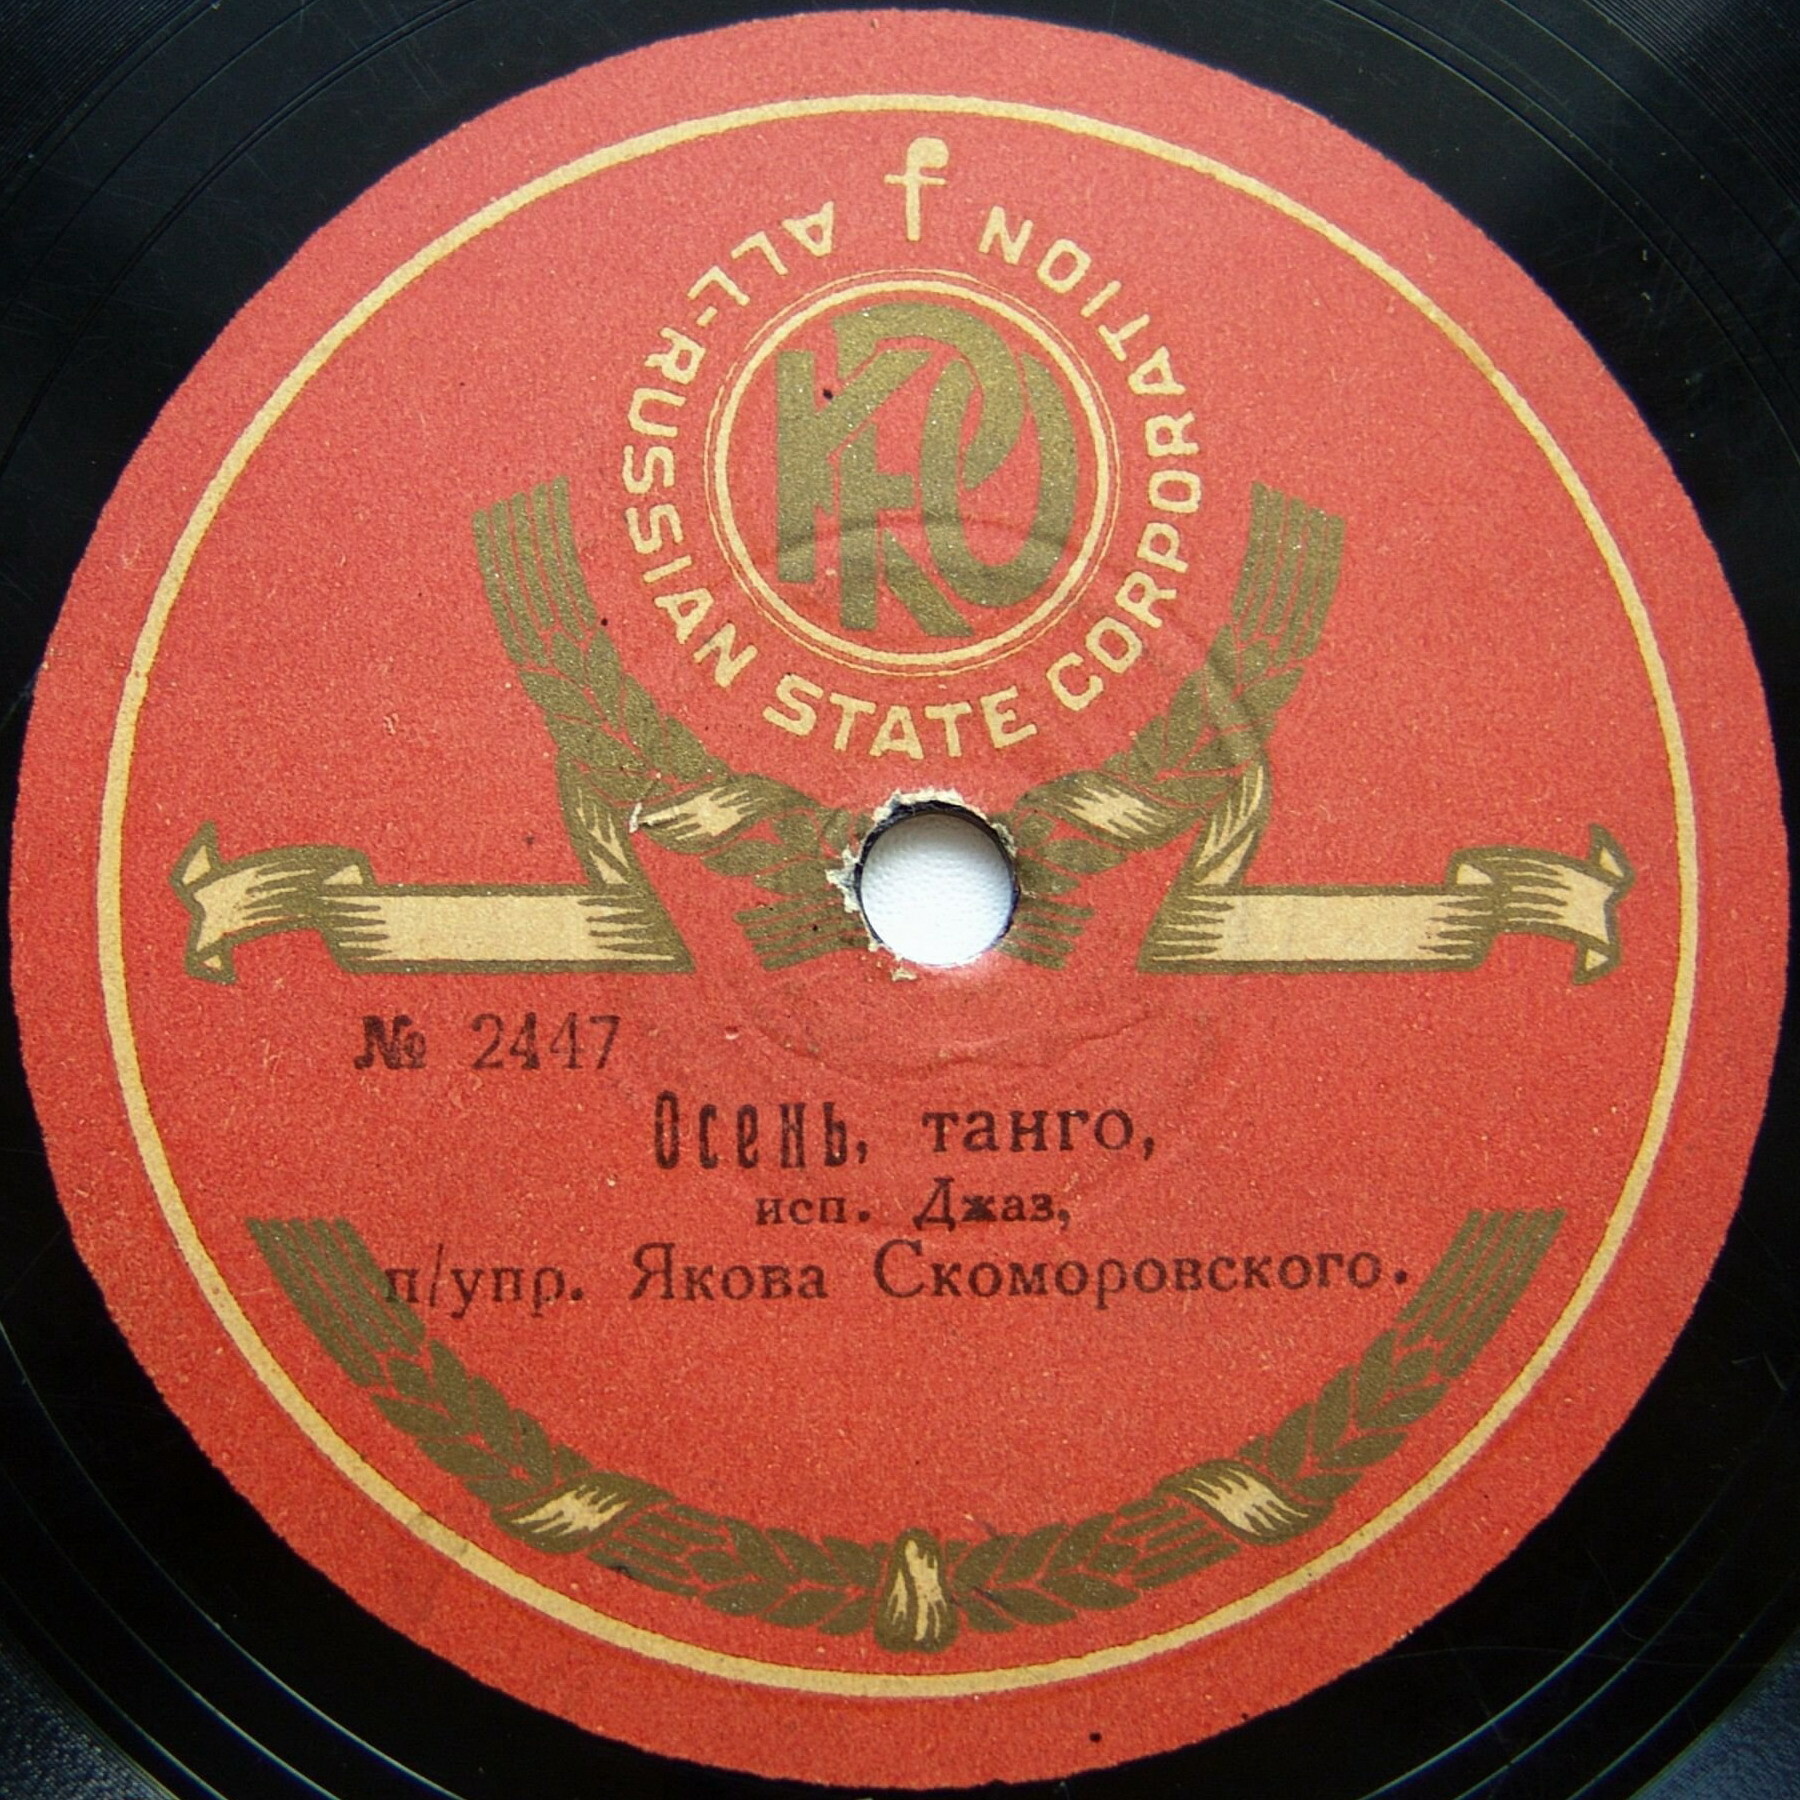 f
ALL-RUSSIAN STATE CORPORATION
№ 2447
Осень, танго,
исп. Джаз,
п/упр. Якова Скоморовского.